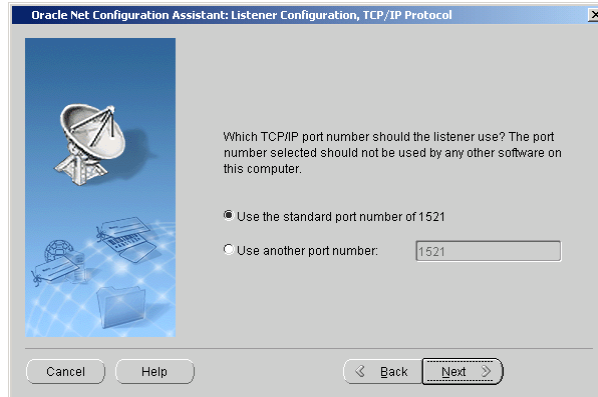 Oracle Net Configuration Assistant: Listener Configuration, TCP/IP Protocol
Which TCP/IP port number should the listener use? The port
number selected should not be used by any other software on
this computer.
Use the standard port number of 1521
Use another port number: 1521
Cancel Help Back Next